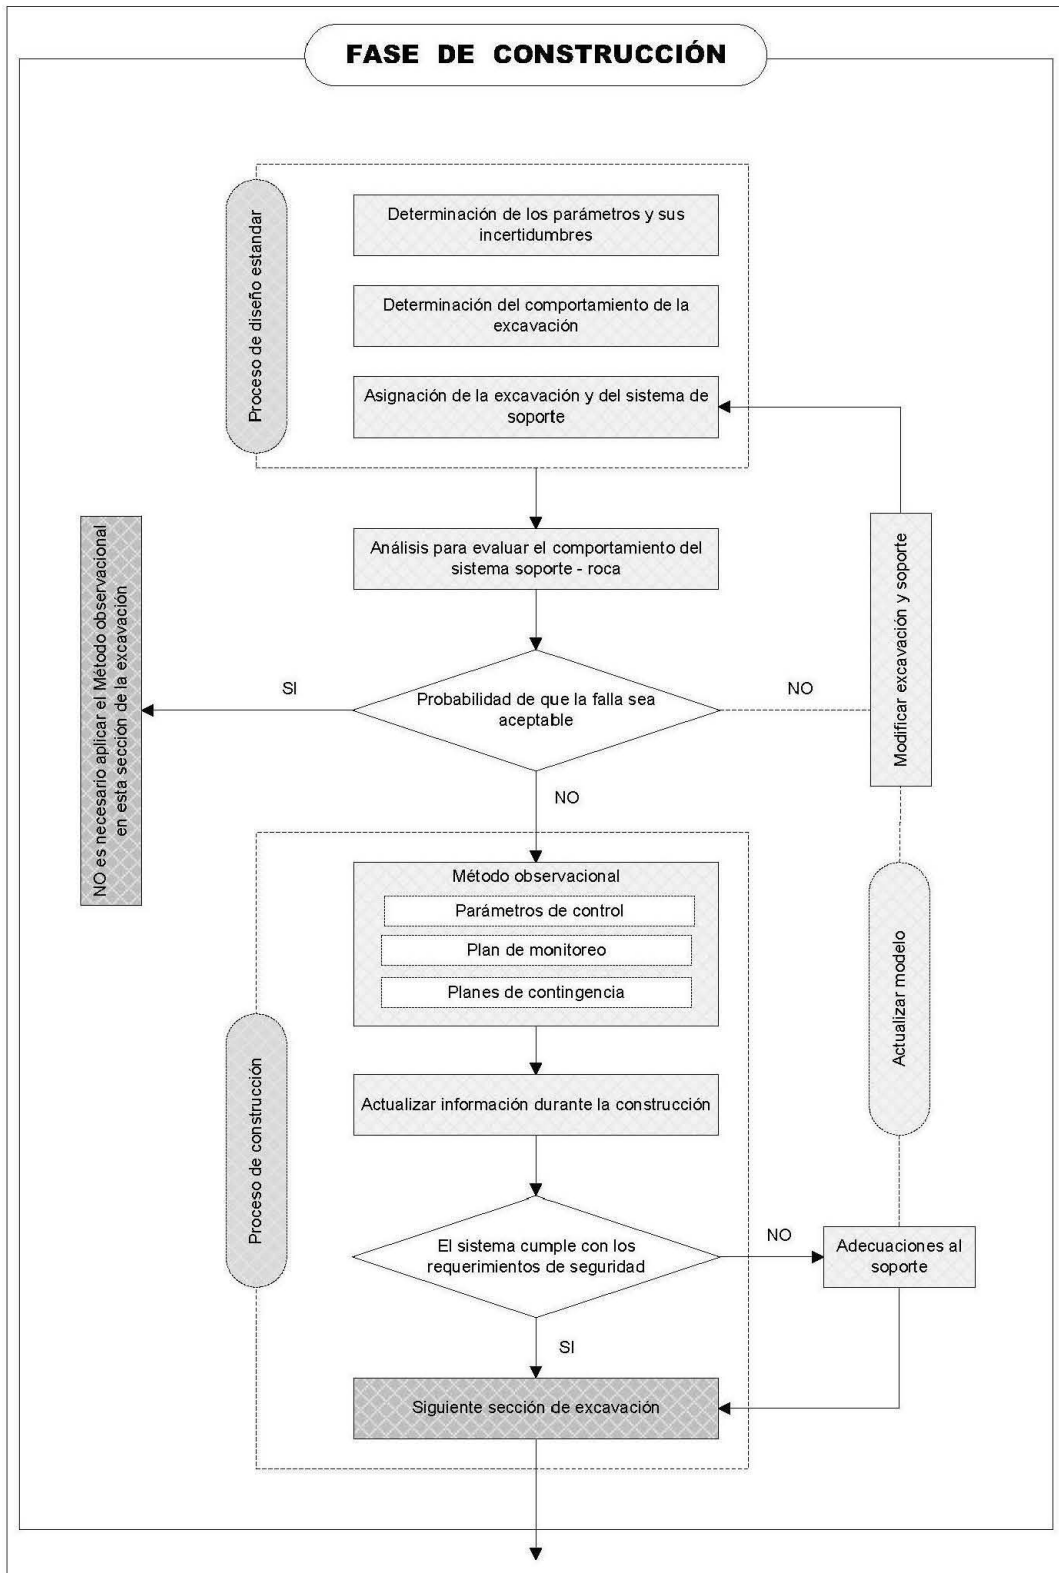 FASE DE CONSTRUCCIÓN
Proceso de diseño estandar
Determinación de los parámetros y sus
incertidumbres
Determinación del comportamiento de la
excavación
Asignación de la excavación y del sistema de
soporte
Análisis para evaluar el comportamiento del
sistema soporte - roca
NO es necesario aplicar el Método observacional
en esta sección de la excavación
SI
Probabilidad de que la falla sea
aceptable
NO
Modificar excavación y soporte
NO
Método observacional
Parámetros de control
Plan de monitoreo
Planes de contingencia
Actualizar modelo
Proceso de construcción
Actualizar información durante la construcción
El sistema cumple con los
requerimientos de seguridad
NO
Adecuaciones al
soporte
SI
Siguiente sección de excavación